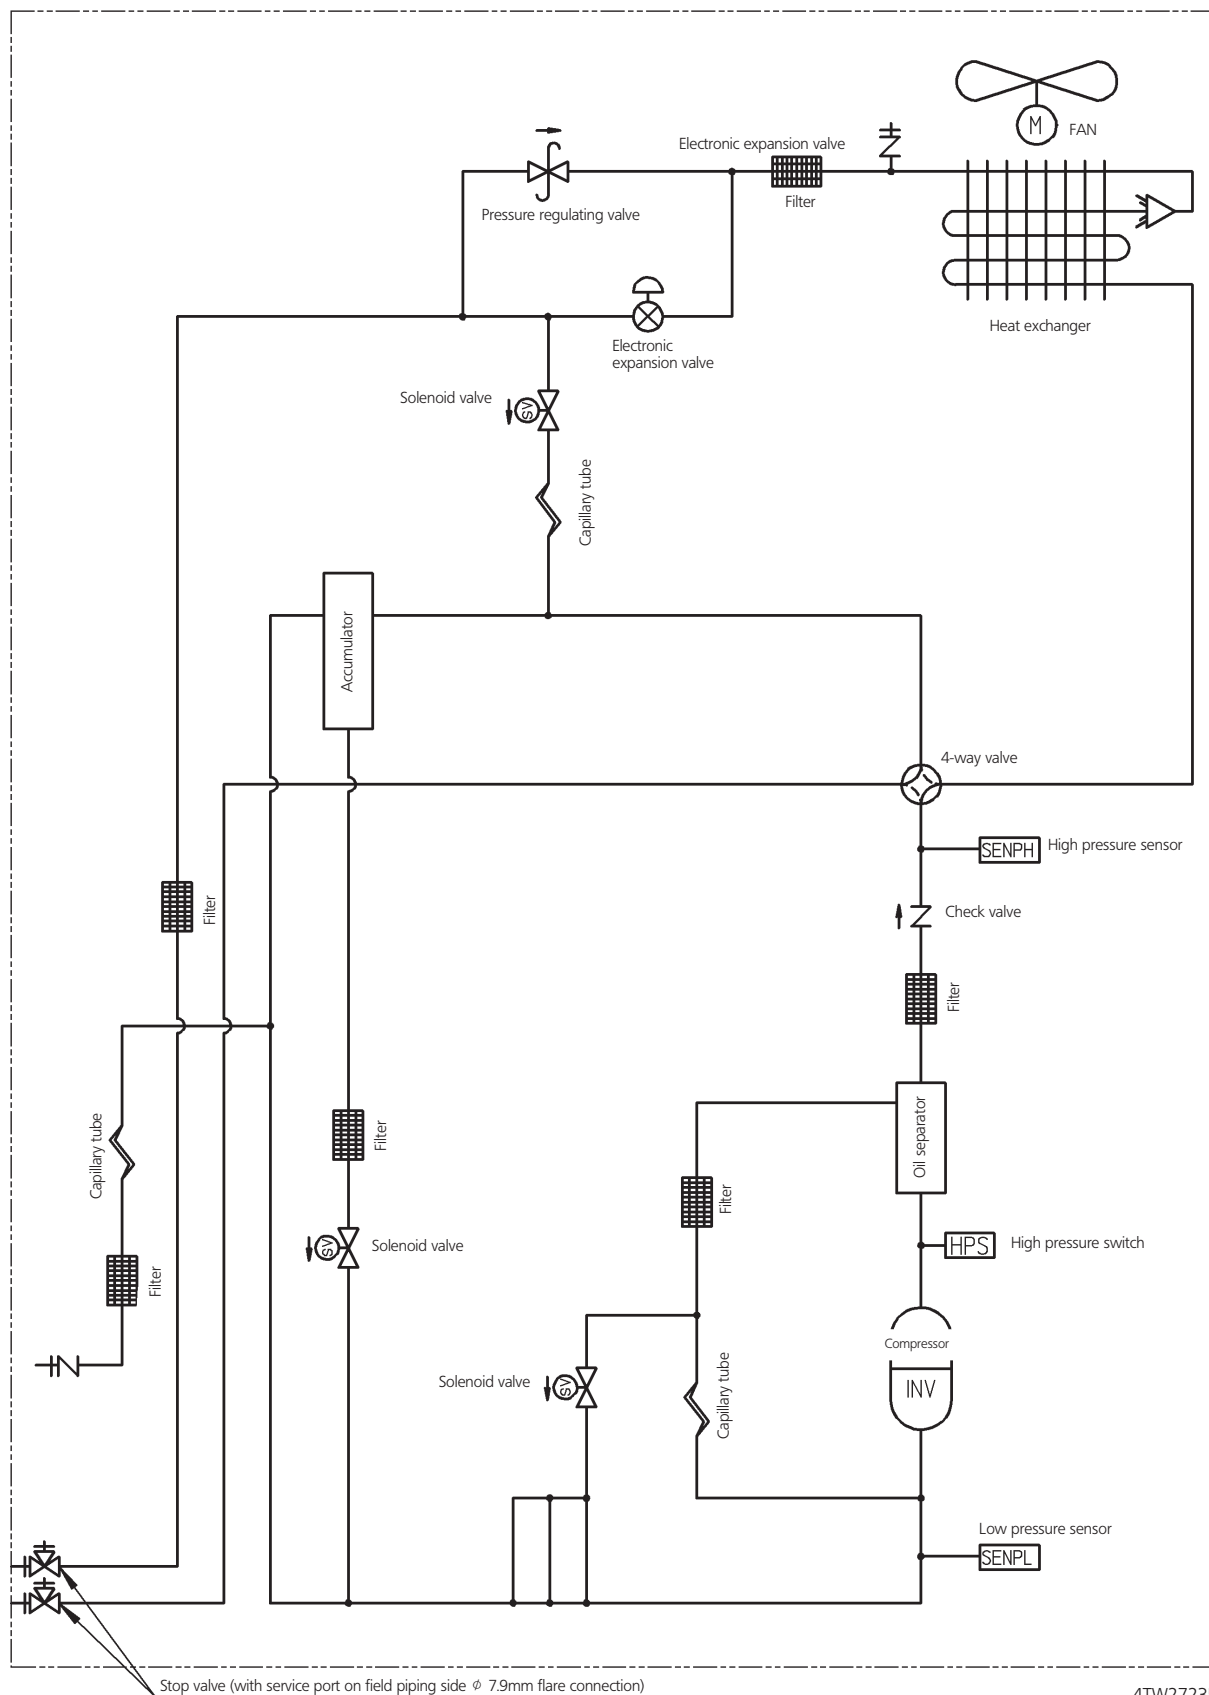 M
FAN
Electronic expansion valve
Filter
Pressure regulating valve
Heat exchanger
Electronic
expansion valve
Solenoid valve
SV
Capillary tube
Accumulator
4-way valve
SENPH
High pressure sensor
Filter
Check valve
Filter
Capillary tube
Filter
Oil separator
Filter
Solenoid valve
SV
HPS
High pressure switch
Filter
Compressor
INV
Solenoid valve
SV
Capillary tube
Low pressure sensor
SENPL
Stop valve (with service port on field piping side ϕ 7.9mm flare connection)